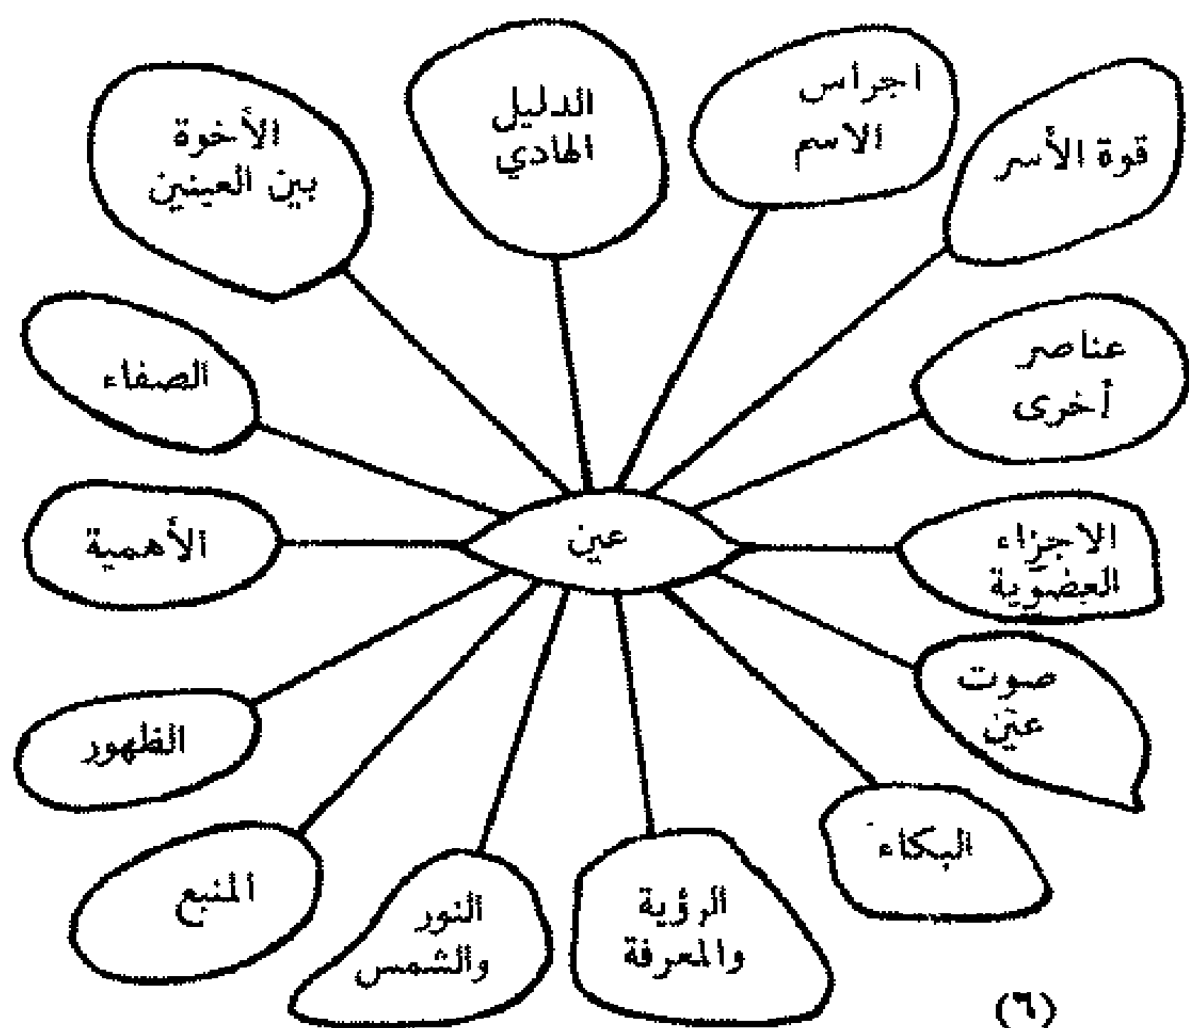 اجراس
الاسم
قوة الأسر
الدليل
الهادي
الأخوة
بين العينين
عناصر
أخرى
الصفاء
عين
الأهمية
الاجزاء
العضوية
صوت
عين
الظهور
البكاء
المنبع
النور
والشمس
الرؤية
والمعرفة
(٦)